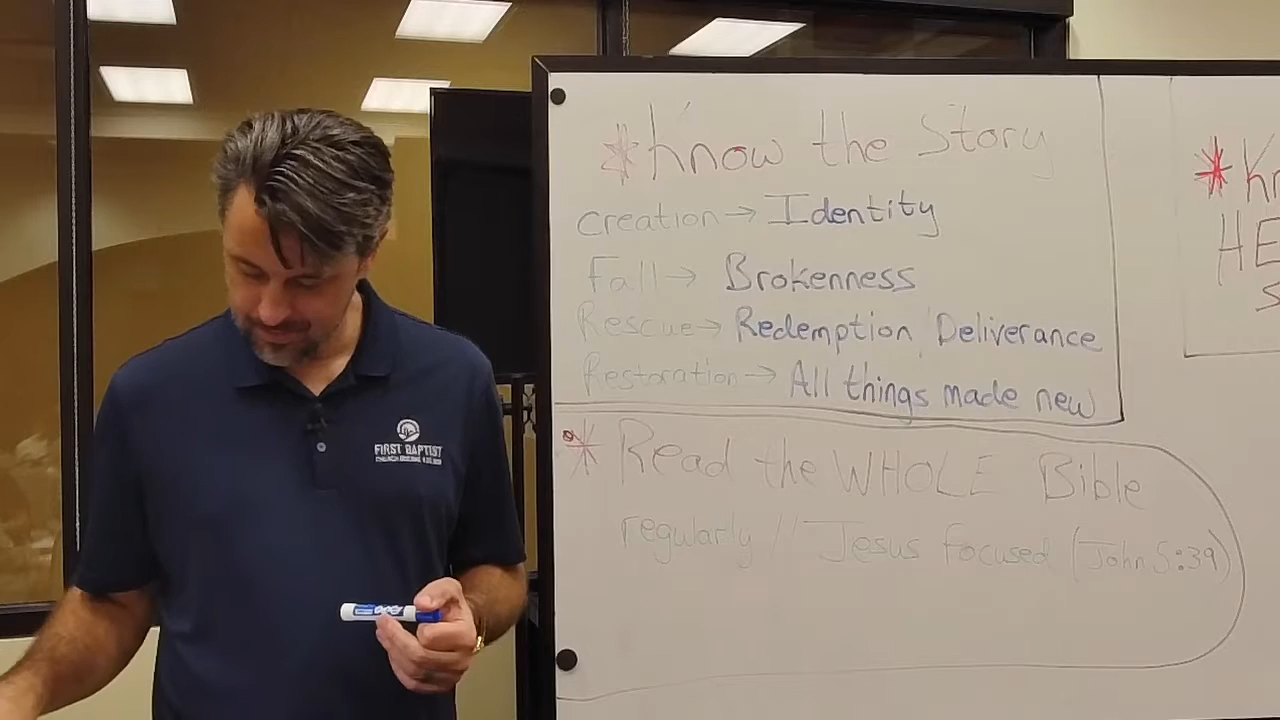 *Know the Story
Creation → Identity
Fall → Brokenness
Rescue → Redemption Deliverance
Restoration → All things made new
* Read the WHOLE Bible
regularly // Jesus focused (John 5:39)
FIRST BAPTIST
EXPO